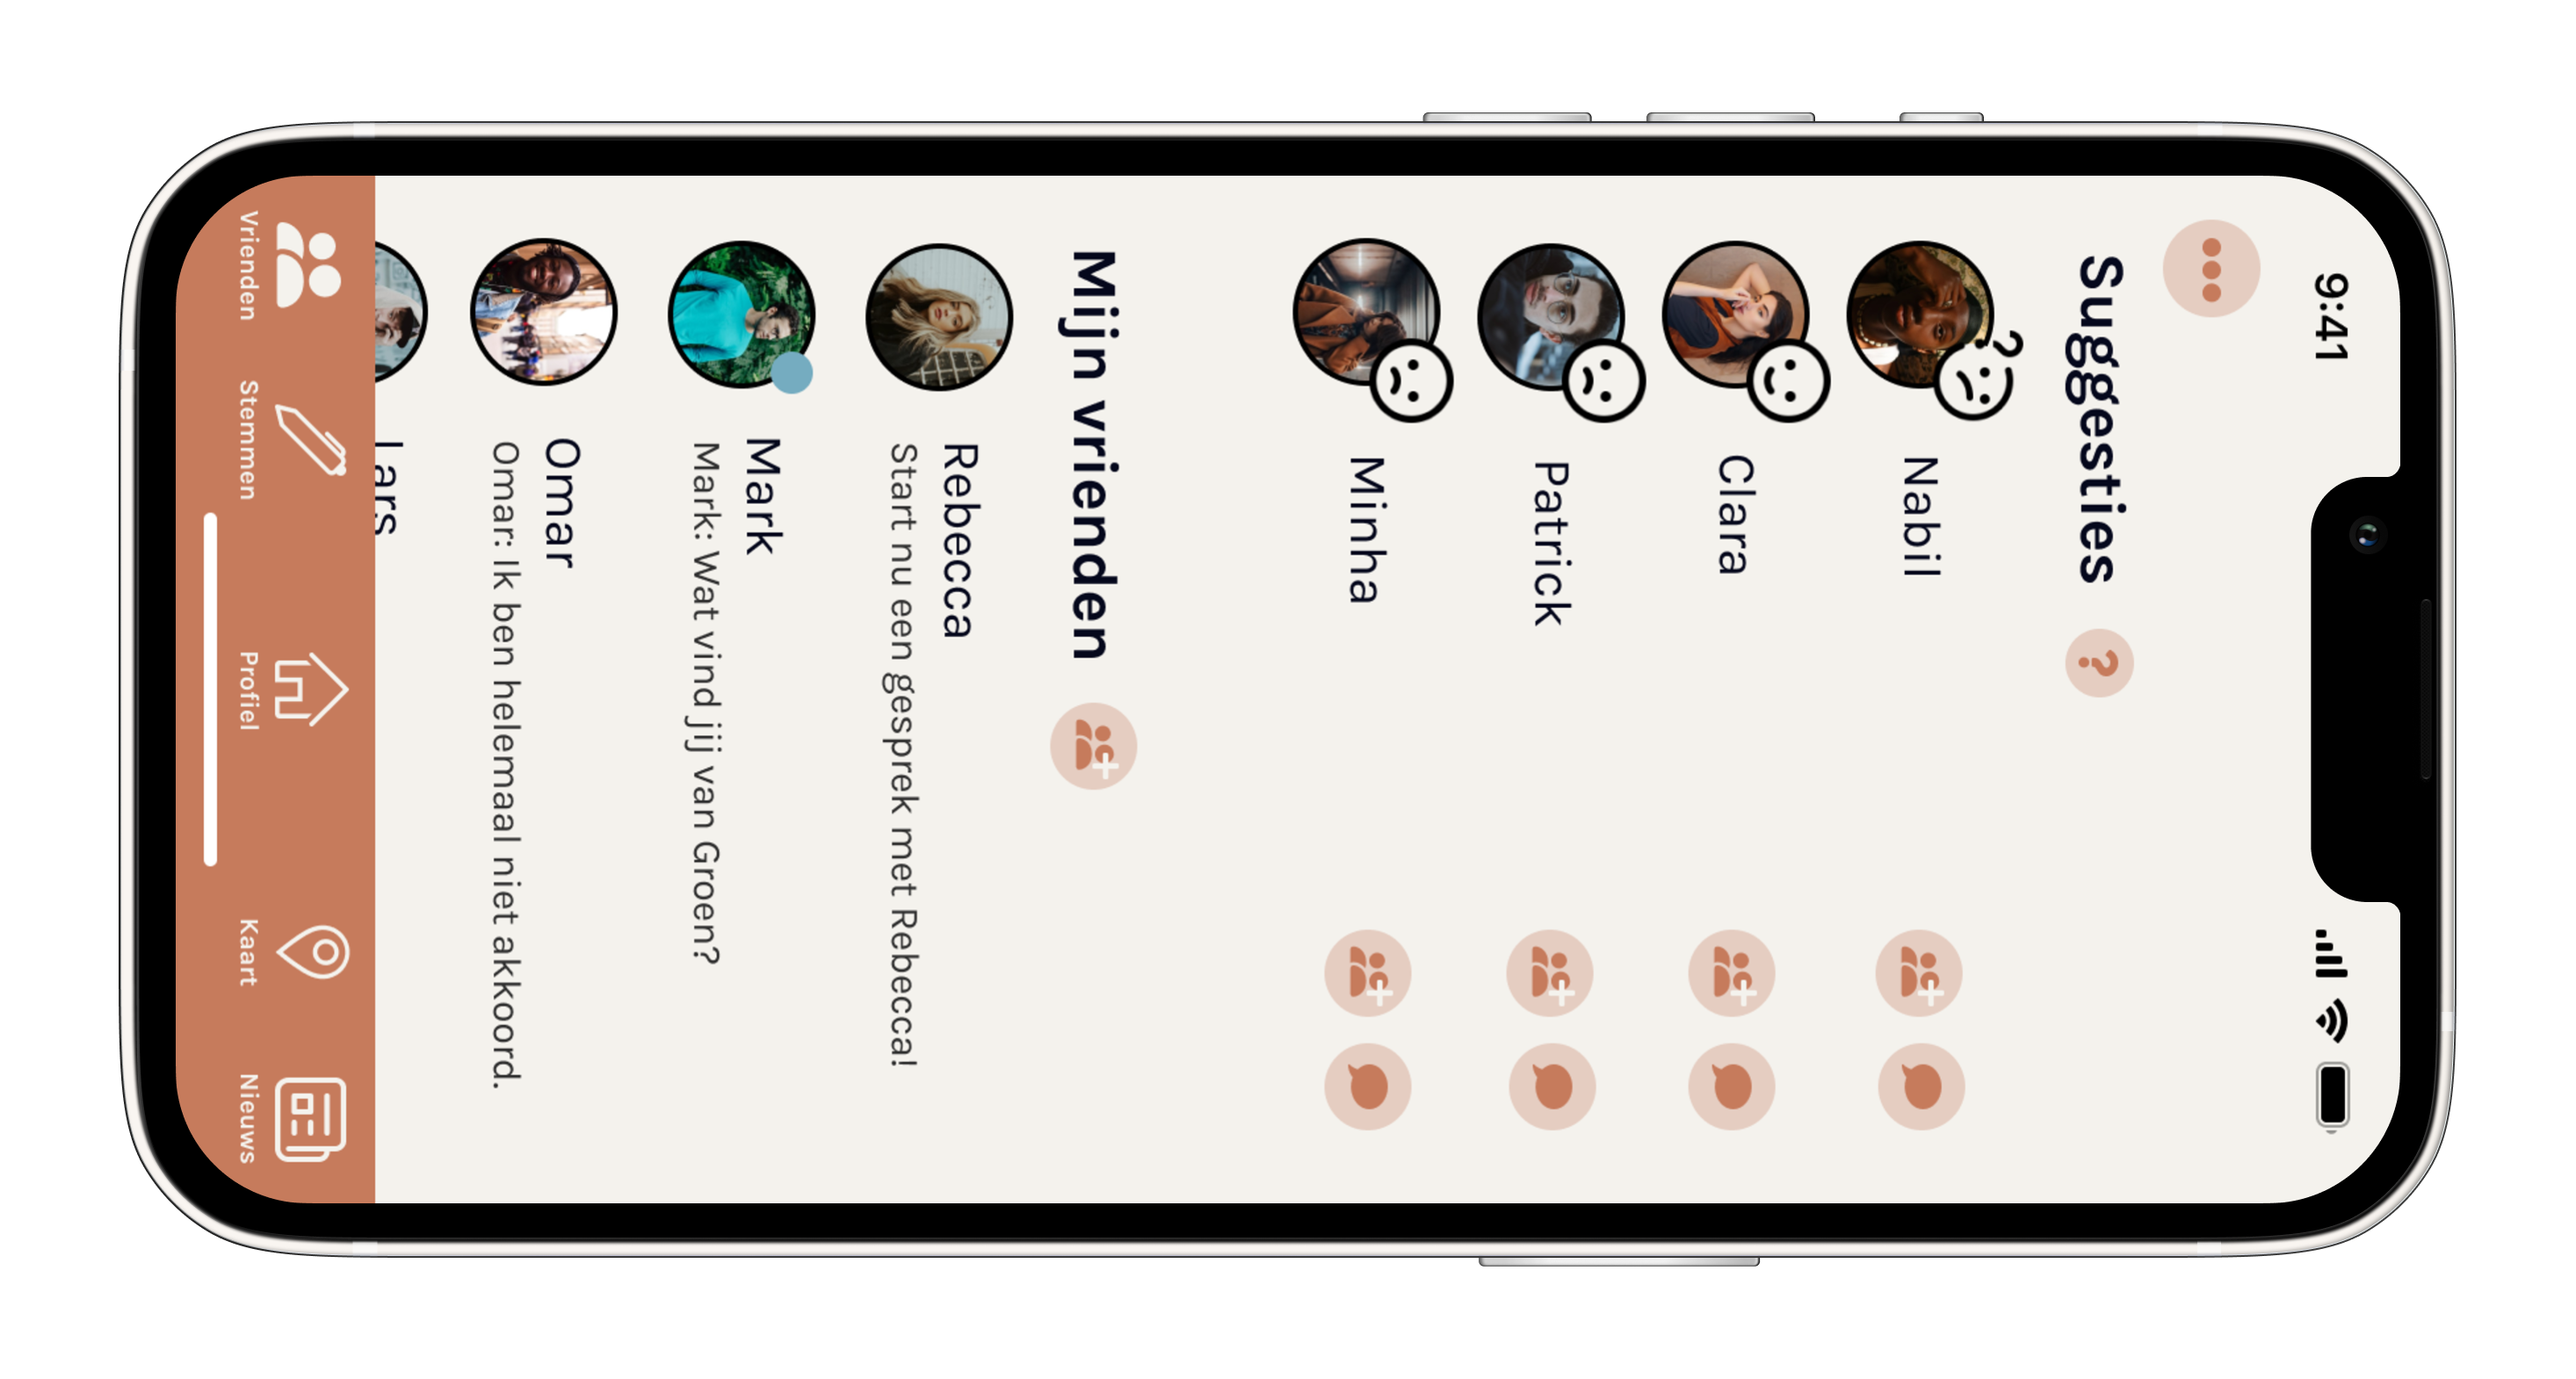 9:41
Suggesties ?
Nabil
Clara
Patrick
Minha
Mijn vrienden
Rebecca
Start nu een gesprek met Rebecca!
Mark
Mark: Wat vind jij van Groen?
Omar
Omar: Ik ben helemaal niet akkoord.
Lars
Vrienden Stemmen Profiel Kaart Nieuws